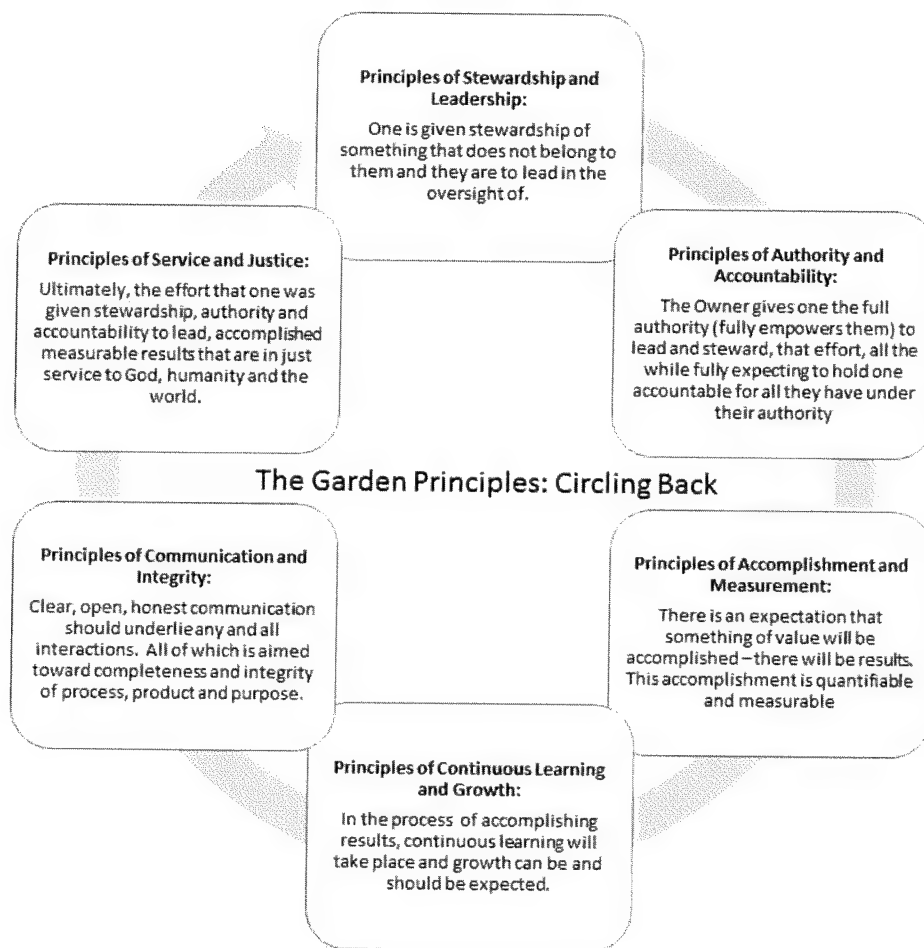 Principles of Stewardship and
Leadership:
One is given stewardship of
something that does not belong to
them and they are to lead in the
oversight of.
Principles of Authority and
Accountability:
The Owner gives one the full
authority (fully empowers them) to
lead and steward, that effort, all the
while fully expecting to hold one
accountable for all they have under
their authority
Principles of Accomplishment and
Measurement:
There is an expectation that
something of value will be
accomplished – there will be results.
This accomplishment is quantifiable
and measurable
Principles of Continuous Learning
and Growth:
In the process of accomplishing
results, continuous learning will
take place and growth can be and
should be expected.
Principles of Communication and
Integrity:
Clear, open, honest communication
should underlie any and all
interactions. All of which is aimed
toward completeness and integrity
of process, product and purpose.
Principles of Service and Justice:
Ultimately, the effort that one was
given stewardship, authority and
accountability to lead, accomplished
measurable results that are in just
service to God, humanity and the
world.
The Garden Principles: Circling Back